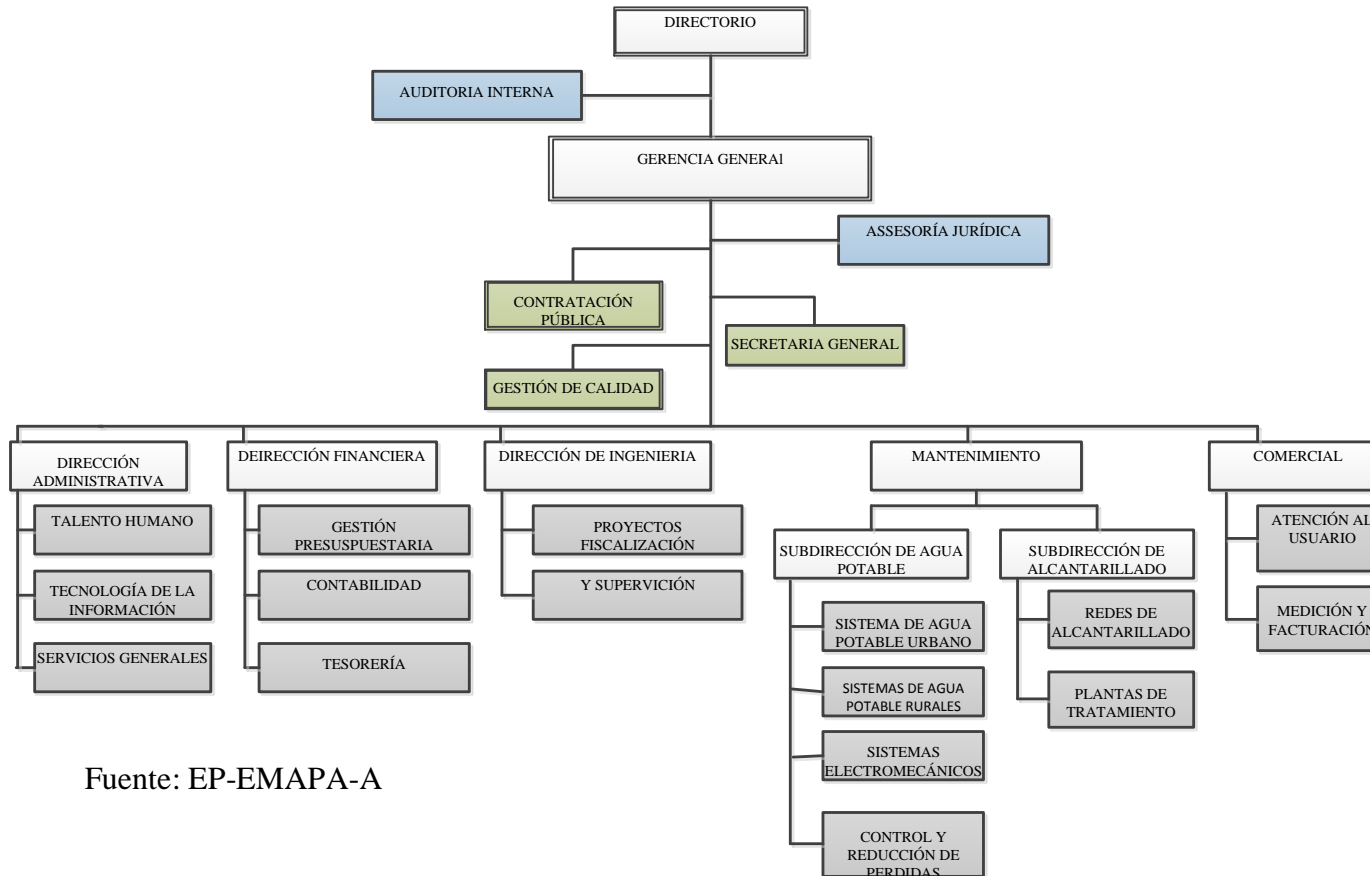 DIRECTORIO
AUDITORIA INTERNA
GERENCIA GENERAl
ASSESORÍA JURÍDICA
CONTRATACIÓN
PÚBLICA
SECRETARIA GENERAL
GESTIÓN DE CALIDAD
DIRECCIÓN
ADMINISTRATIVA
TALENTO HUMANO
TECNOLOGÍA DE LA
INFORMACIÓN
SERVICIOS GENERALES
DEIRECCIÓN FINANCIERA
GESTIÓN
PRESUSPUESTARIA
CONTABILIDAD
TESORERÍA
DIRECCIÓN DE INGENIERIA
PROYECTOS
FISCALIZACIÓN
Y SUPERVICIÓN
MANTENIMIENTO
SUBDIRECCIÓN DE AGUA
POTABLE
SISTEMA DE AGUA
POTABLE URBANO
SISTEMAS DE AGUA
POTABLE RURALES
SISTEMAS
ELECTROMECÁNICOS
CONTROL Y
REDUCCIÓN DE
PERDIDAS
SUBDIRECCIÓN DE
ALCANTARILLADO
REDES DE
ALCANTARILLADO
PLANTAS DE
TRATAMIENTO
COMERCIAL
ATENCIÓN AL
USUARIO
MEDICIÓN Y
FACTURACIÓN
Fuente: EP-EMAPA-A